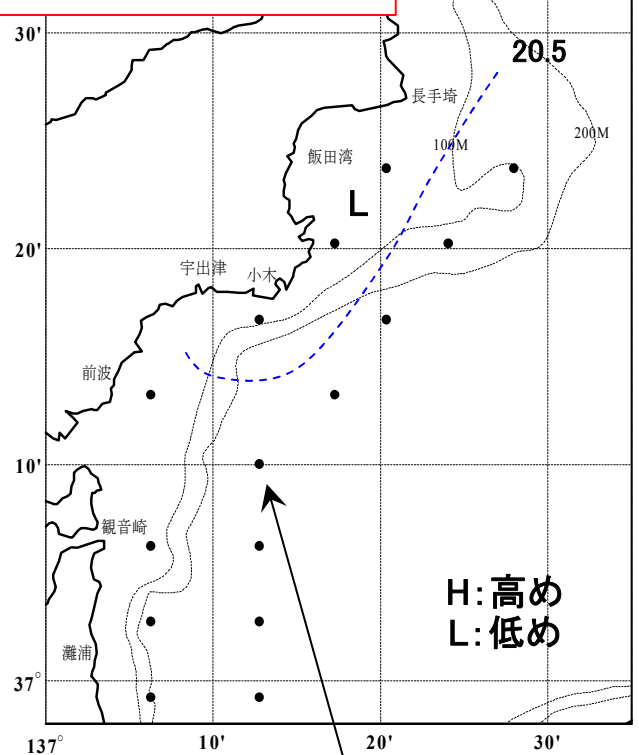 30'
20.5
長手埼
飯田湾
100M
200M
L
20'
宇出津
小木
前波
10'
観音崎
H:高め
L:低め
灘浦
37°
137°
10'
20'
30'